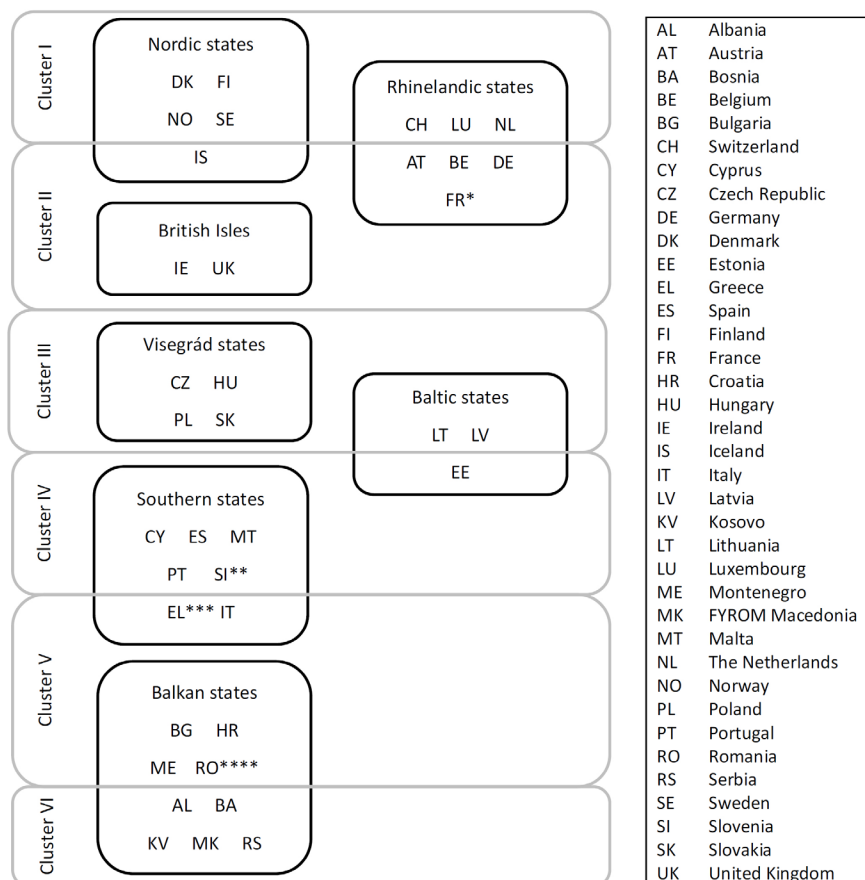 Cluster I
Nordic states
DK FI
NO SE
IS
Rhinelandic states
CH LU NL
AT BE DE
FR*
Cluster II
British Isles
IE UK
Cluster III
Visegrád states
CZ HU
PL SK
Baltic states
LT LV
EE
Cluster IV
Southern states
CY ES MT
PT SI**
EL*** IT
Cluster V
Balkan states
BG HR
ME RO****
AL BA
KV MK RS
Cluster VI
AL Albania
AT Austria
BA Bosnia
BE Belgium
BG Bulgaria
CH Switzerland
CY Cyprus
CZ Czech Republic
DE Germany
DK Denmark
EE Estonia
EL Greece
ES Spain
FI Finland
FR France
HR Croatia
HU Hungary
IE Ireland
IS Iceland
IT Italy
LV Latvia
KV Kosovo
LT Lithuania
LU Luxembourg
ME Montenegro
MK FYROM Macedonia
MT Malta
NL The Netherlands
NO Norway
PL Poland
PT Portugal
RO Romania
RS Serbia
SE Sweden
SI Slovenia
SK Slovakia
UK United Kingdom